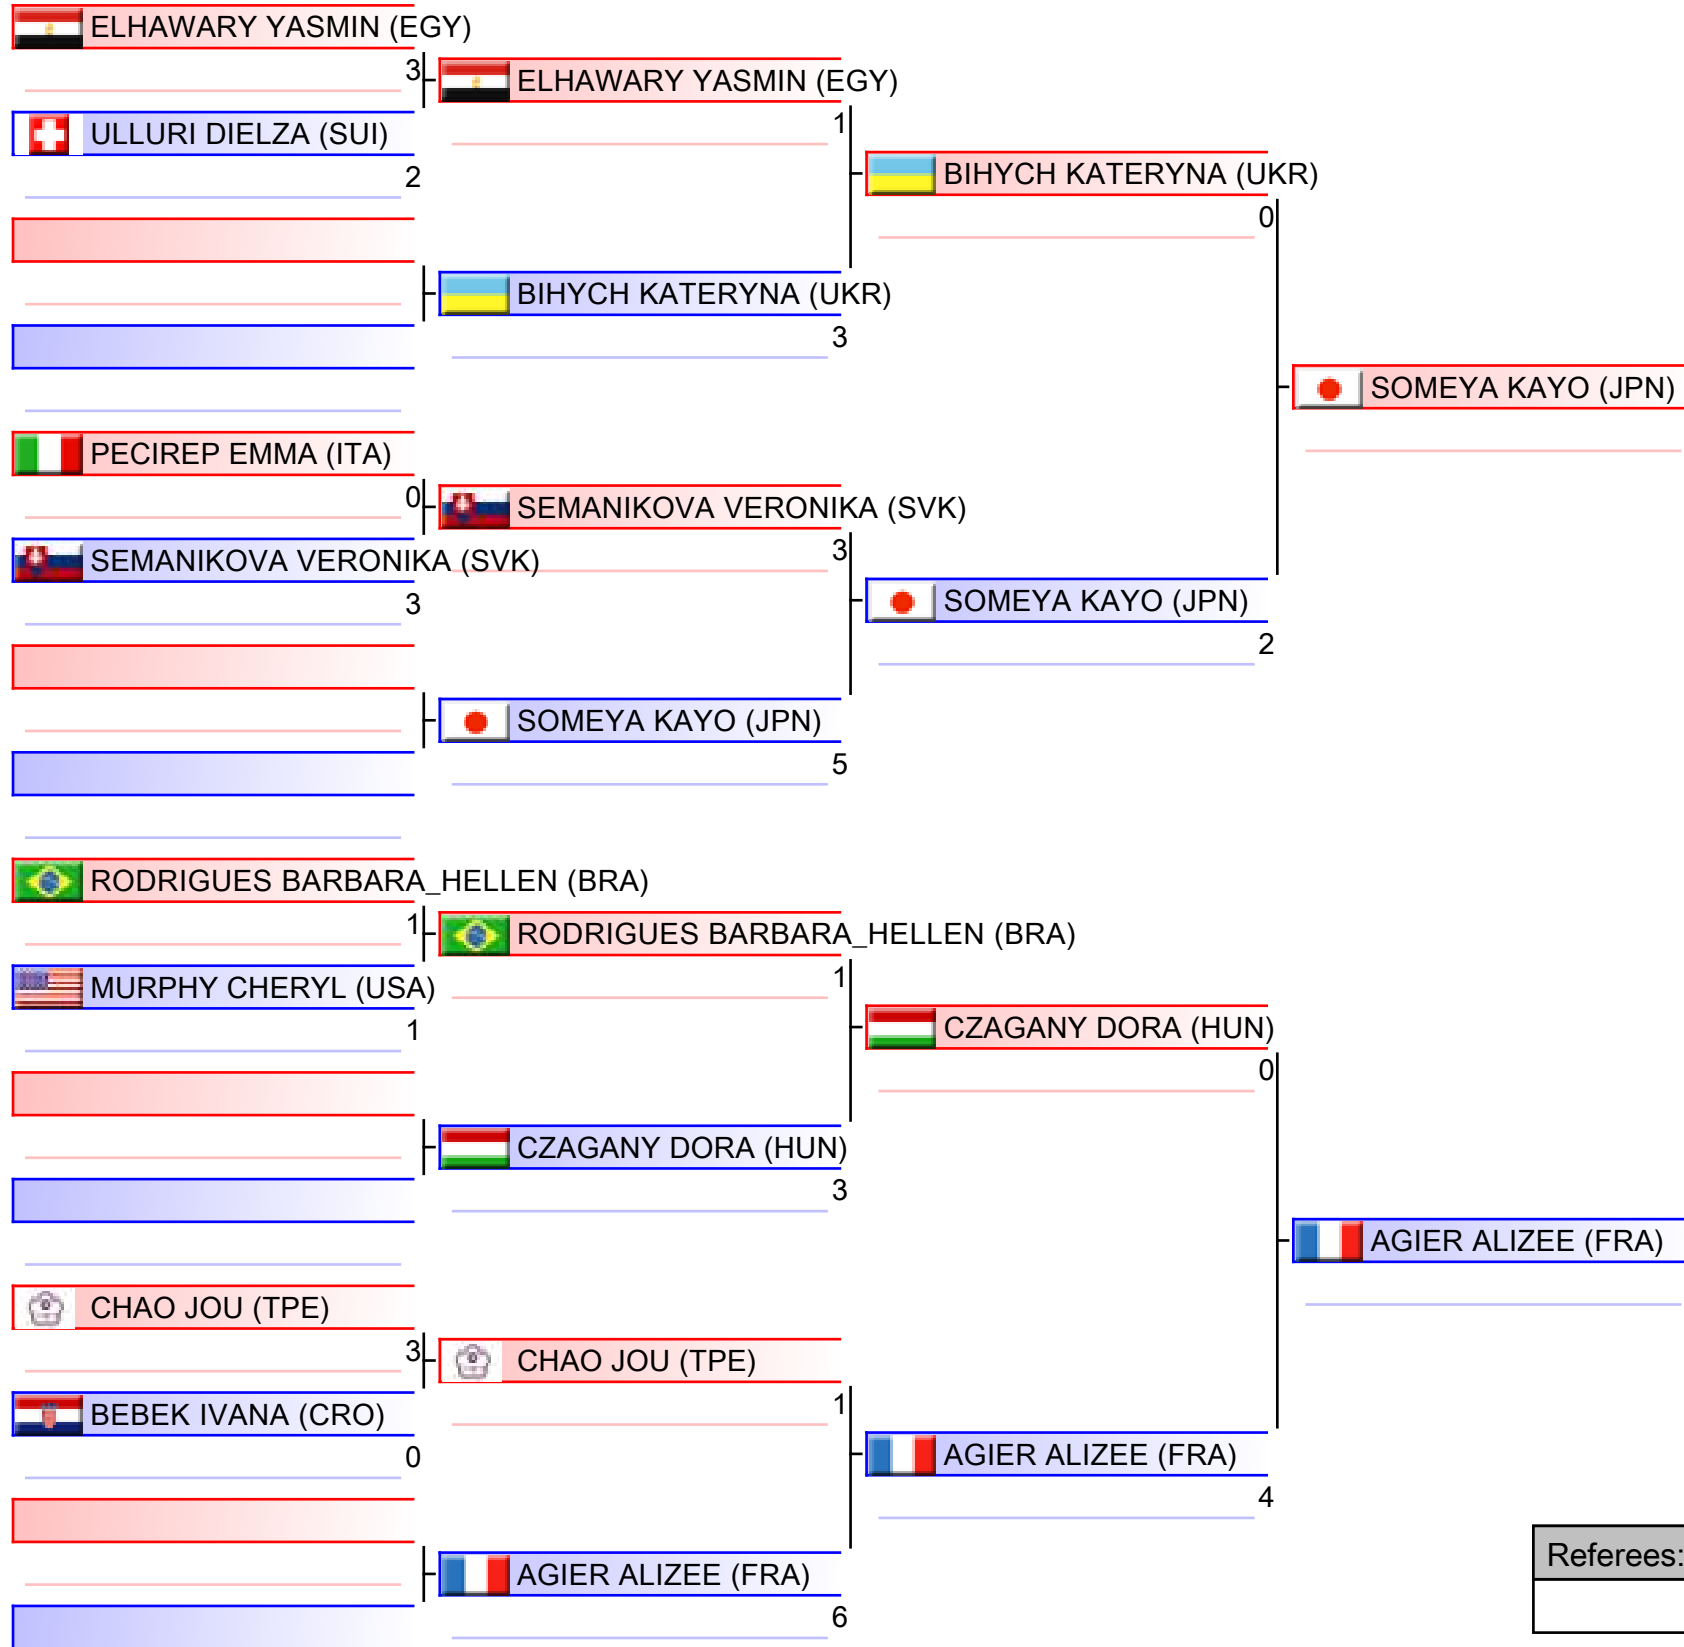 ELHAWARY YASMIN (EGY)
3
ELHAWARY YASMIN (EGY)
1
ULLURI DIELZA (SUI)
2
BIHYCH KATERYNA (UKR)
0
BIHYCH KATERYNA (UKR)
3
SOMEYA KAYO (JPN)
PECIREP EMMA (ITA)
0
SEMANIKOVA VERONIKA (SVK)
3
SEMANIKOVA VERONIKA (SVK)
3
SOMEYA KAYO (JPN)
2
SOMEYA KAYO (JPN)
5
RODRIGUES BARBARA_HELLEN (BRA)
1
RODRIGUES BARBARA_HELLEN (BRA)
1
MURPHY CHERYL (USA)
1
CZAGANY DORA (HUN)
0
CZAGANY DORA (HUN)
3
AGIER ALIZEE (FRA)
CHAO JOU (TPE)
3
CHAO JOU (TPE)
1
BEBEK IVANA (CRO)
0
AGIER ALIZEE (FRA)
4
AGIER ALIZEE (FRA)
6
Referees: